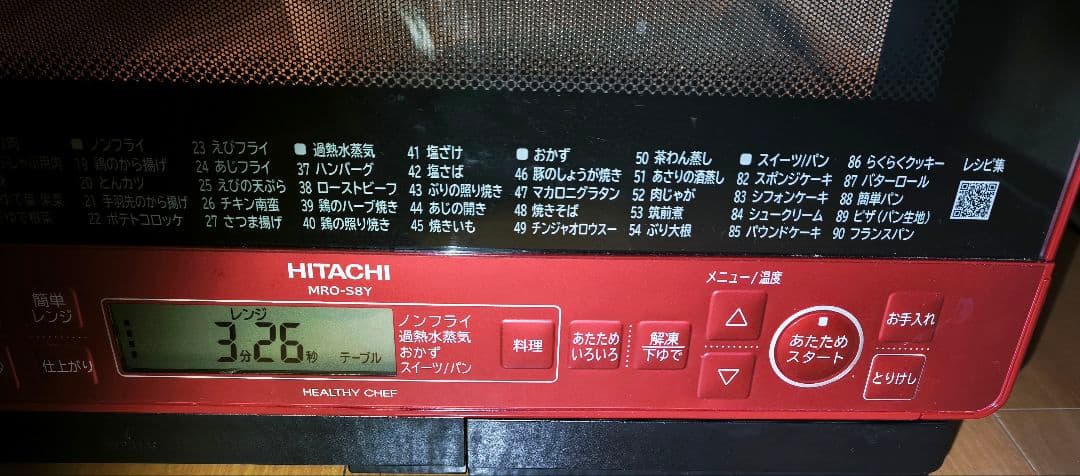 ノンフライ
19 鶏のから揚げ
20 とんカツ
21 手羽先のから揚げ
22 ポテトコロッケ
23 えびフライ
24 あじフライ
25 えびの天ぷら
26 チキン南蛮
27 さつま揚げ
過熱水蒸気
37 ハンバーグ
38 ローストビーフ
39 鶏のハーブ焼き
40 鶏の照り焼き
41 塩ざけ
42 塩さば
43 ぶりの照り焼き
44 あじの開き
45 焼きいも
おかず
46 豚のしょうが焼き
47 マカロニグラタン
48 焼きそば
49 チンジャオロウスー
50 茶わん蒸し
51 あさりの酒蒸し
52 肉じゃが
53 筑前煮
54 ぶり大根
スイーツ/パン
82 スポンジケーキ
83 シフォンケーキ
84 シュークリーム
85 パウンドケーキ
86 らくらくクッキー
87 バターロール
88 簡単パン
89 ピザ(パン生地)
90 フランスパン
レシピ集
HITACHI
MRO-S8Y
メニュー/温度
簡単
レンジ
仕上がり
レンジ
3分26秒
テーブル
ノンフライ
過熱水蒸気
おかず
スイーツ/パン
料理
あたため
いろいろ
解凍
下ゆで
あたため
スタート
お手入れ
とりけし
HEALTHY CHEF